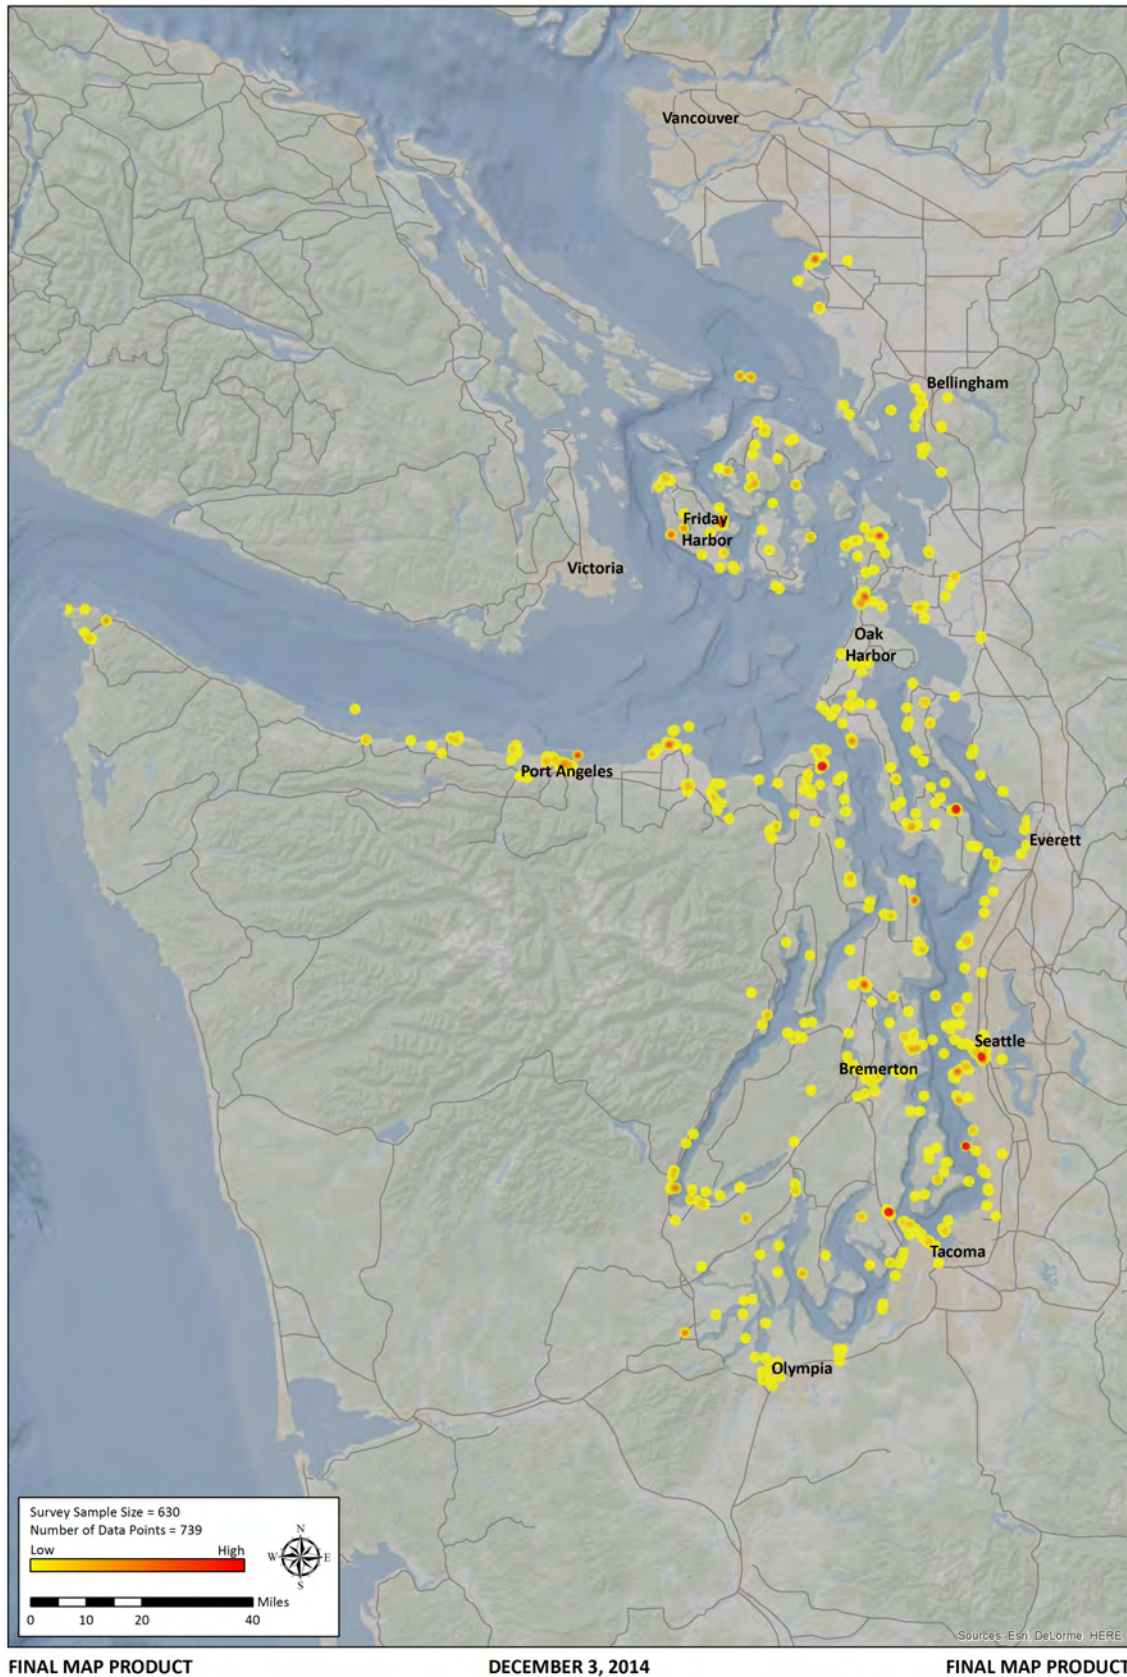 Vancouver
Bellingham
Friday
Harbor
Victoria
Oak
Harbor
Port Angeles
Everett
Seattle
Bremerton
Tacoma
Olympia
Survey Sample Size = 630
Number of Data Points = 739
Low High
N
W E
S
Miles
0 10 20 40
Sources: Esri, DeLorme, HERE
FINAL MAP PRODUCT DECEMBER 3, 2014 FINAL MAP PRODUCT